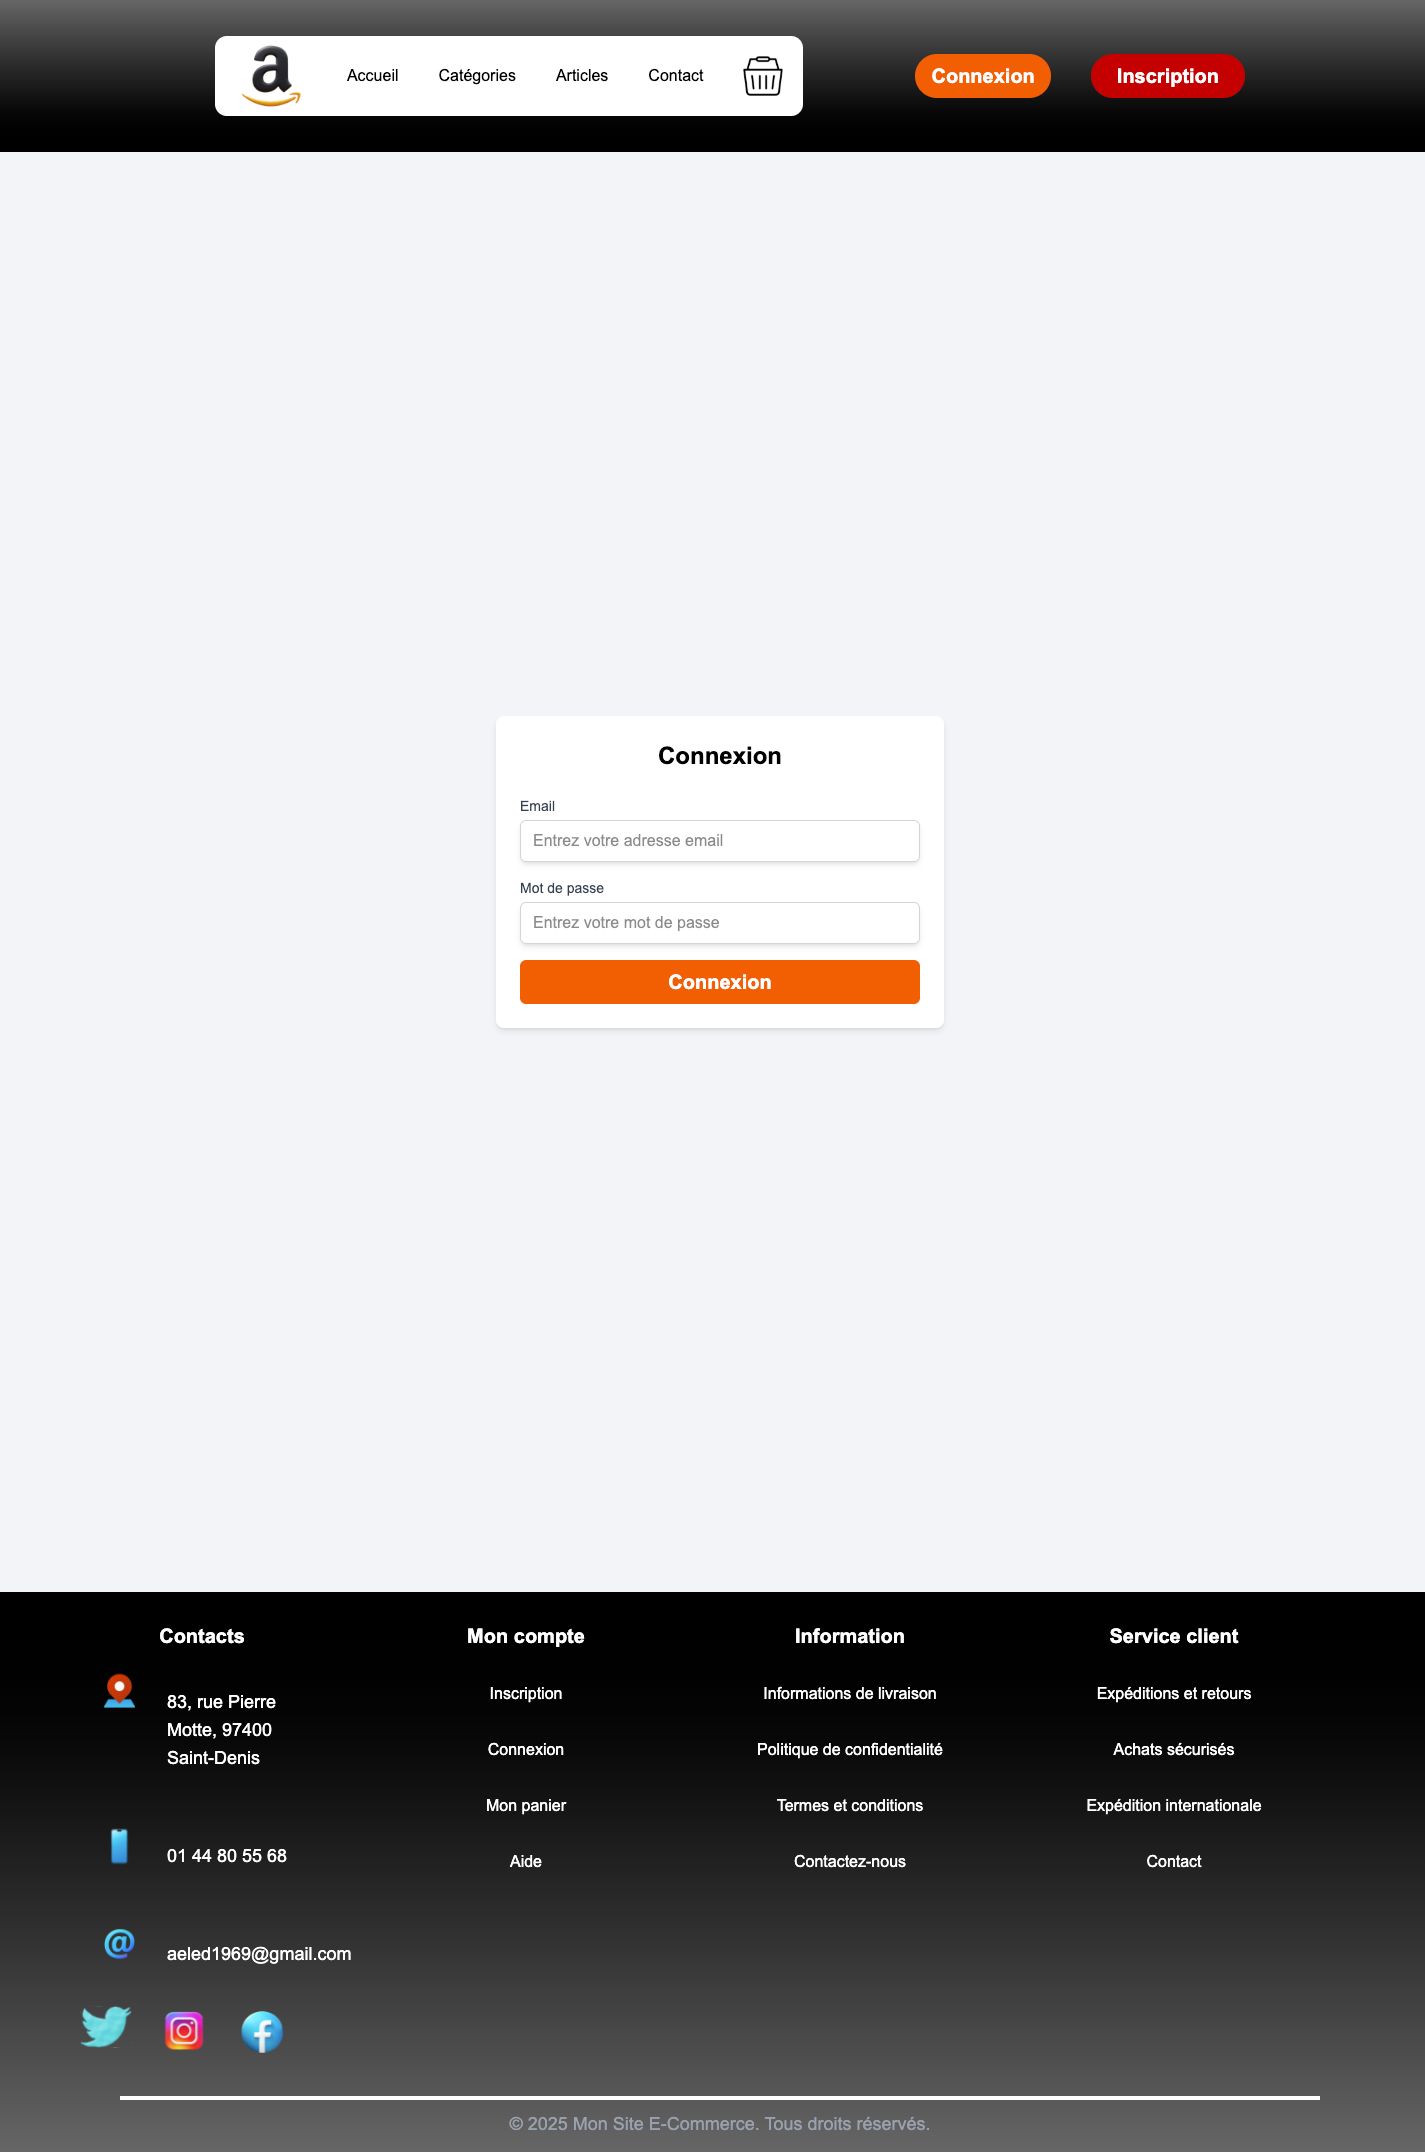 a
Accueil
Catégories
Articles
Contact
Connexion
Inscription
Connexion
Email
Entrez votre adresse email
Mot de passe
Entrez votre mot de passe
Connexion
Contacts
83, rue Pierre
Motte, 97400
Saint-Denis
01 44 80 55 68
aeled1969@gmail.com
Mon compte
Inscription
Connexion
Mon panier
Aide
Information
Informations de livraison
Politique de confidentialité
Termes et conditions
Contactez-nous
Service client
Expéditions et retours
Achats sécurisés
Expédition internationale
Contact
© 2025 Mon Site E-Commerce. Tous droits réservés.